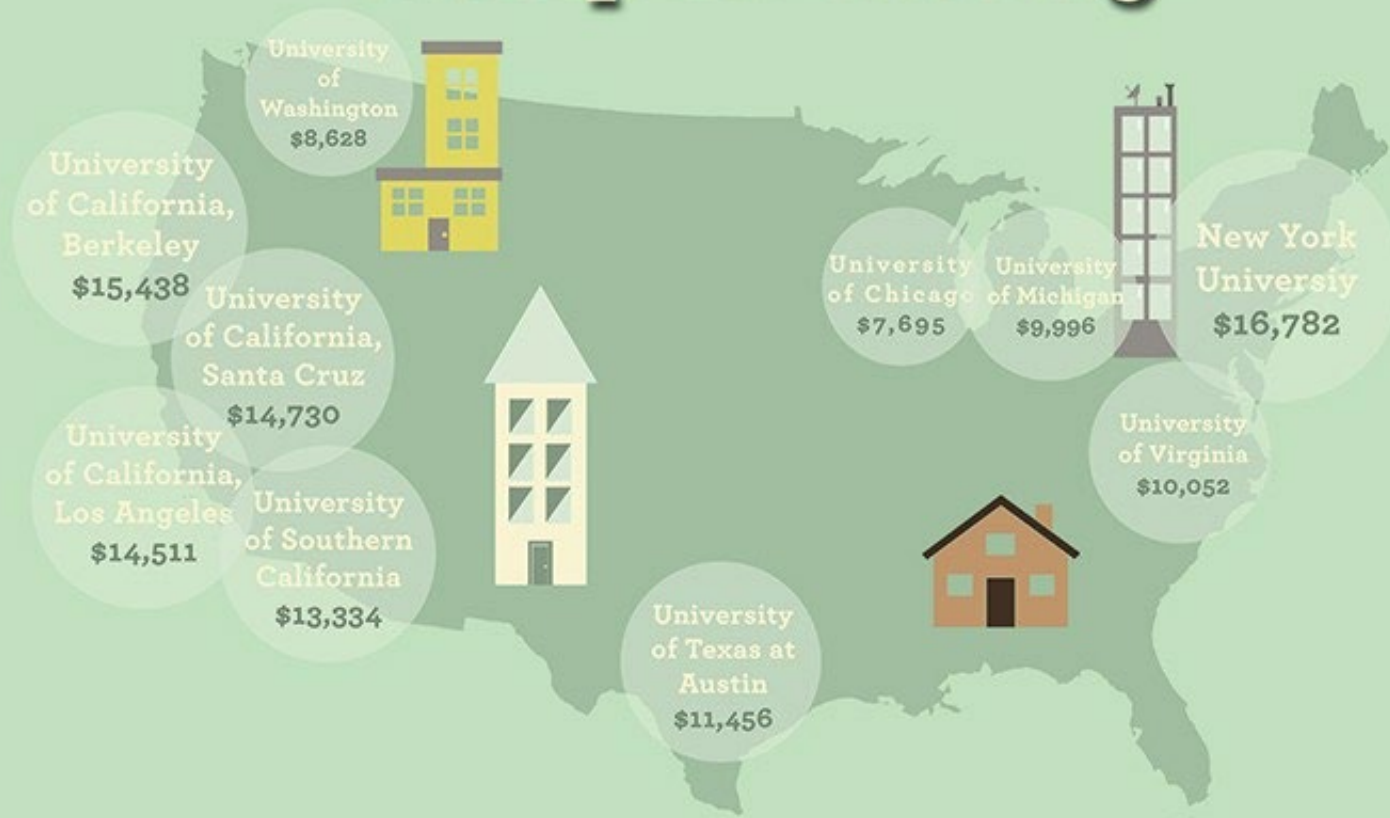 University
of
Washington
$8,628
University
of California,
Berkeley
$15,438
University
of California,
Santa Cruz
$14,730
University
of California,
Los Angeles
$14,511
University
of Southern
California
$13,334
University
of Texas at
Austin
$11,456
University
of Chicago
$7,695
University
of Michigan
$9,996
New York
Universiy
$16,782
University
of Virginia
$10,052